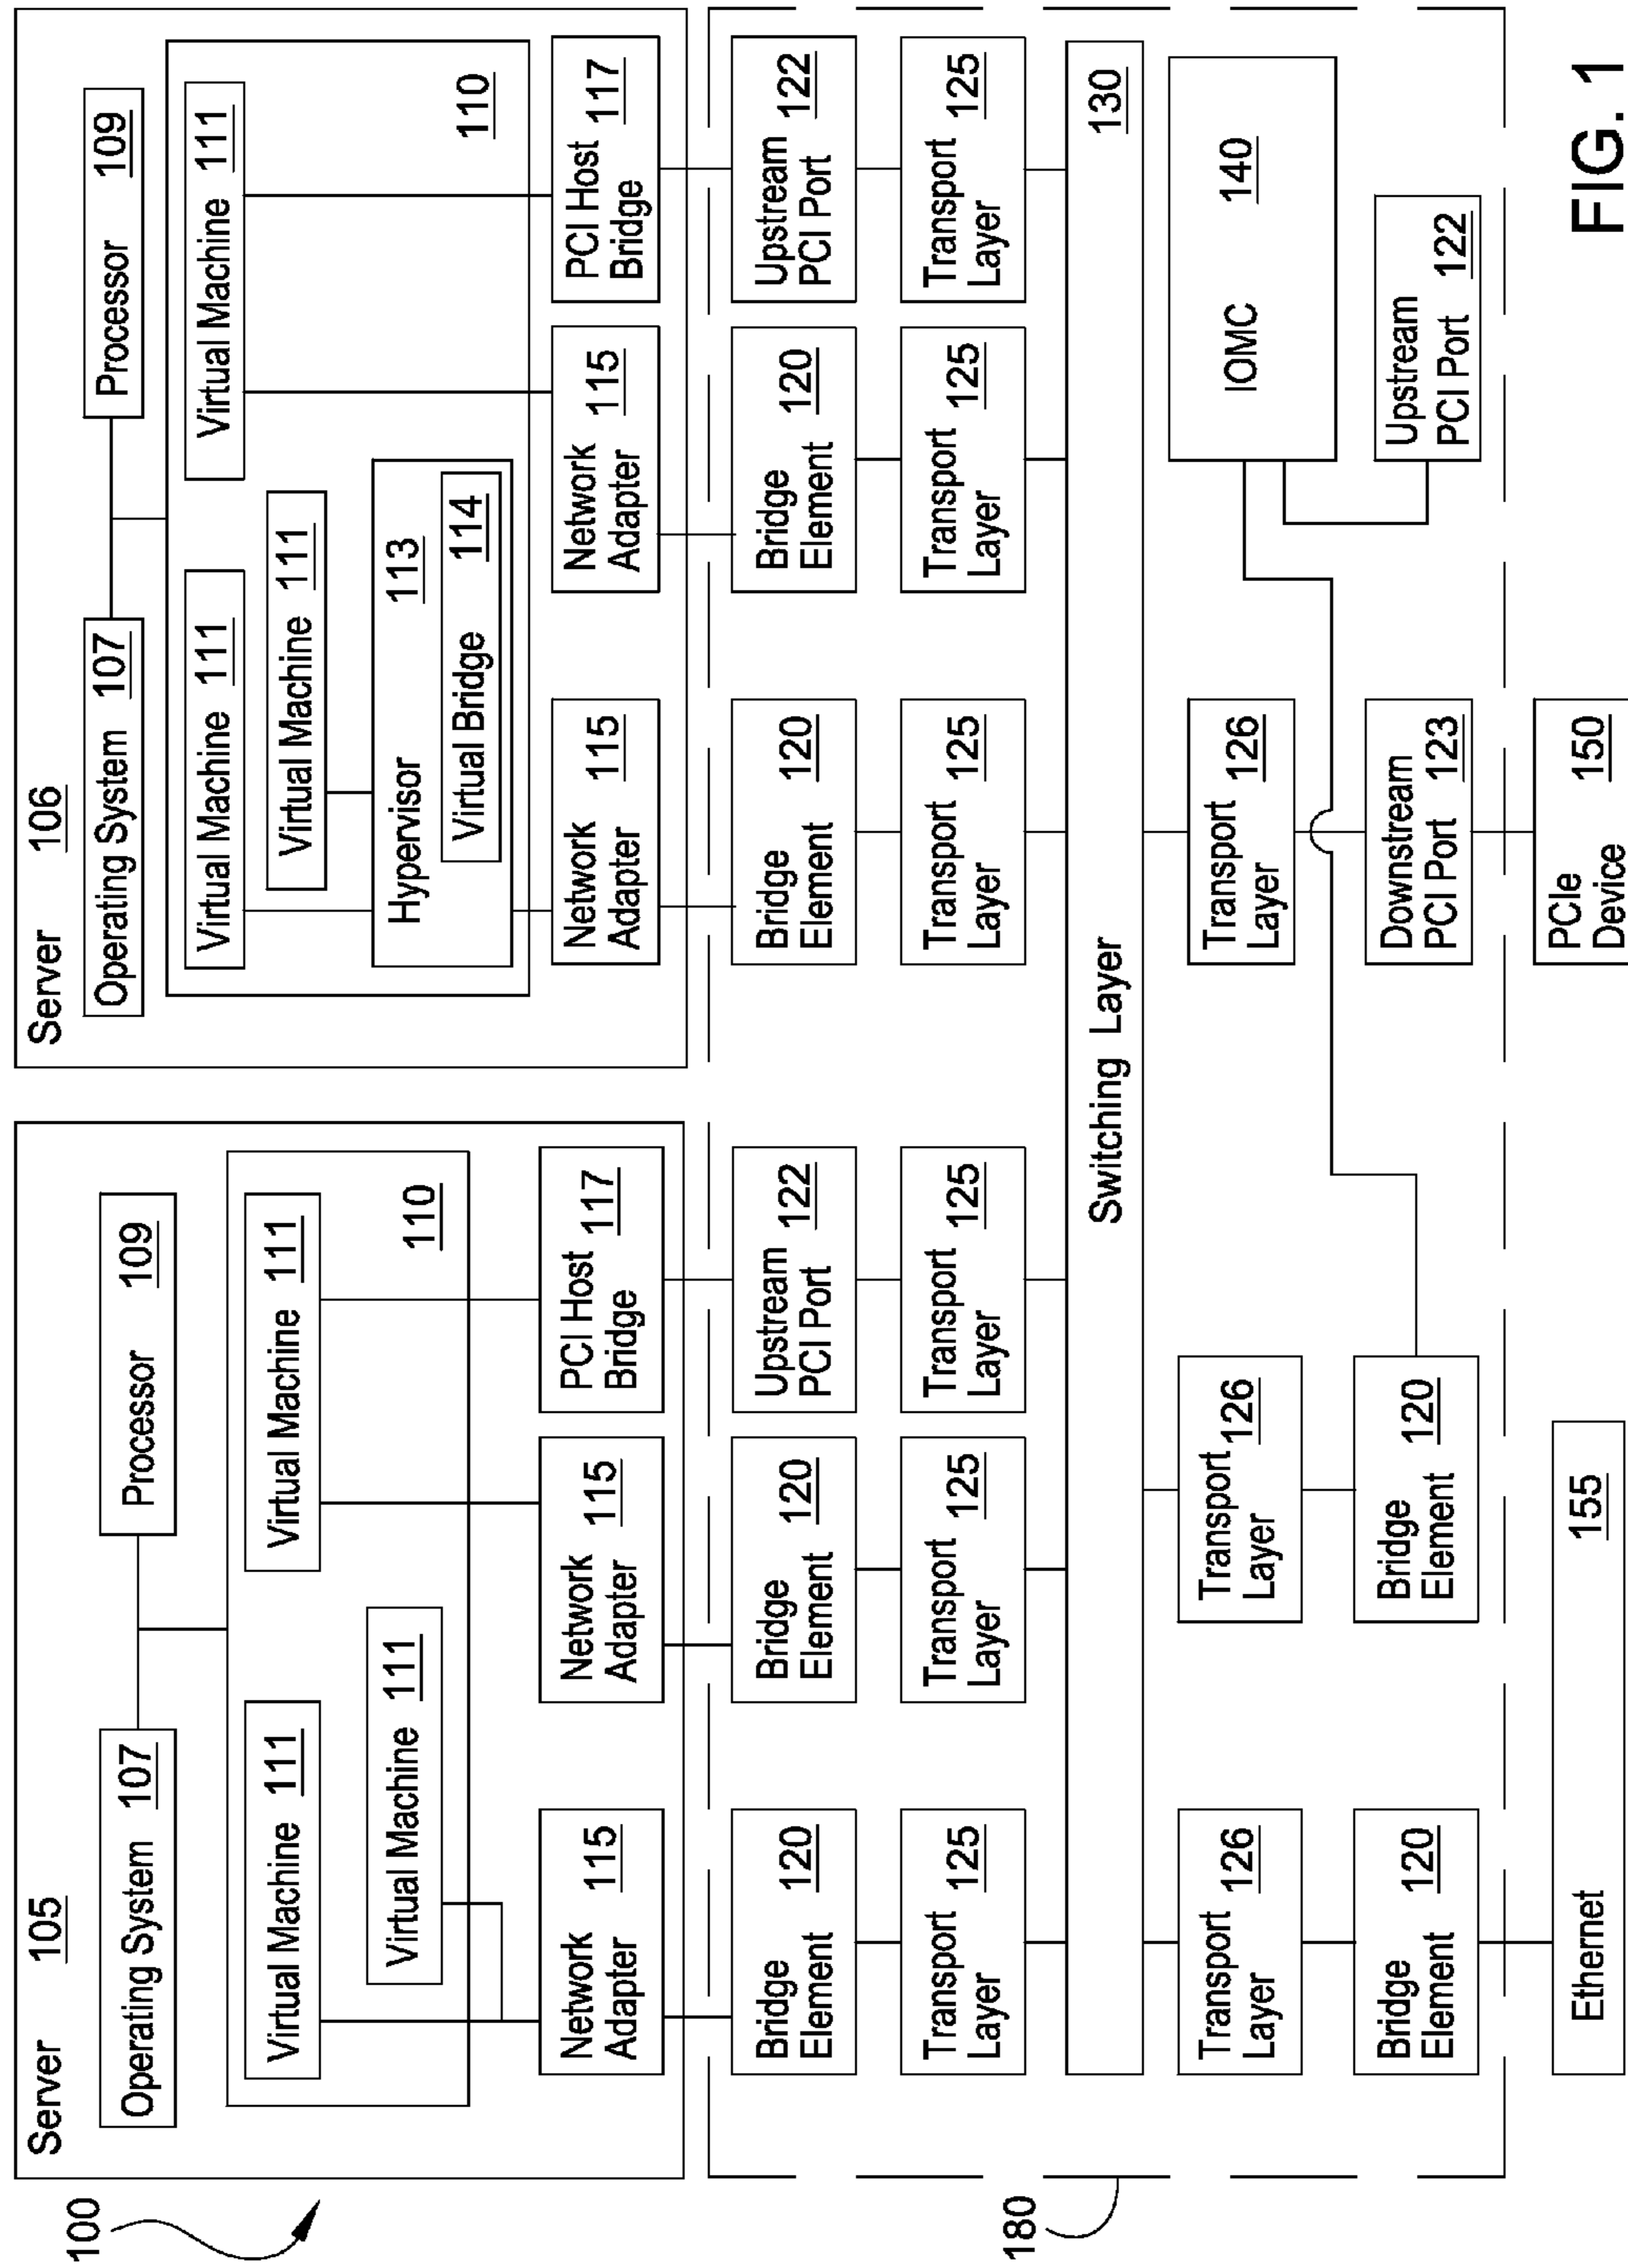 100
Server 105
Operating System 107
Processor 109
Virtual Machine 111
Virtual Machine 111
Virtual Machine 111
110
Network
Adapter 115
Network
Adapter 115
PCI Host
Bridge 117
Server 106
Operating System 107
Processor 109
Virtual Machine 111
Virtual Machine 111
Virtual Machine 111
Hypervisor 113
Virtual Bridge 114
110
Network
Adapter 115
Network
Adapter 115
PCI Host
Bridge 117
180
Bridge
Element 120
Bridge
Element 120
Upstream
PCI Port 122
Bridge
Element 120
Bridge
Element 120
Upstream
PCI Port 122
Transport
Layer 125
Transport
Layer 125
Transport
Layer 125
Transport
Layer 125
Transport
Layer 125
Transport
Layer 125
Switching Layer 130
Transport
Layer 126
Transport
Layer 126
Transport
Layer 126
IOMC 140
Bridge
Element 120
Bridge
Element 120
Downstream
PCI Port 123
Upstream
PCI Port 122
Ethernet 155
PCIe
Device 150
FIG. 1